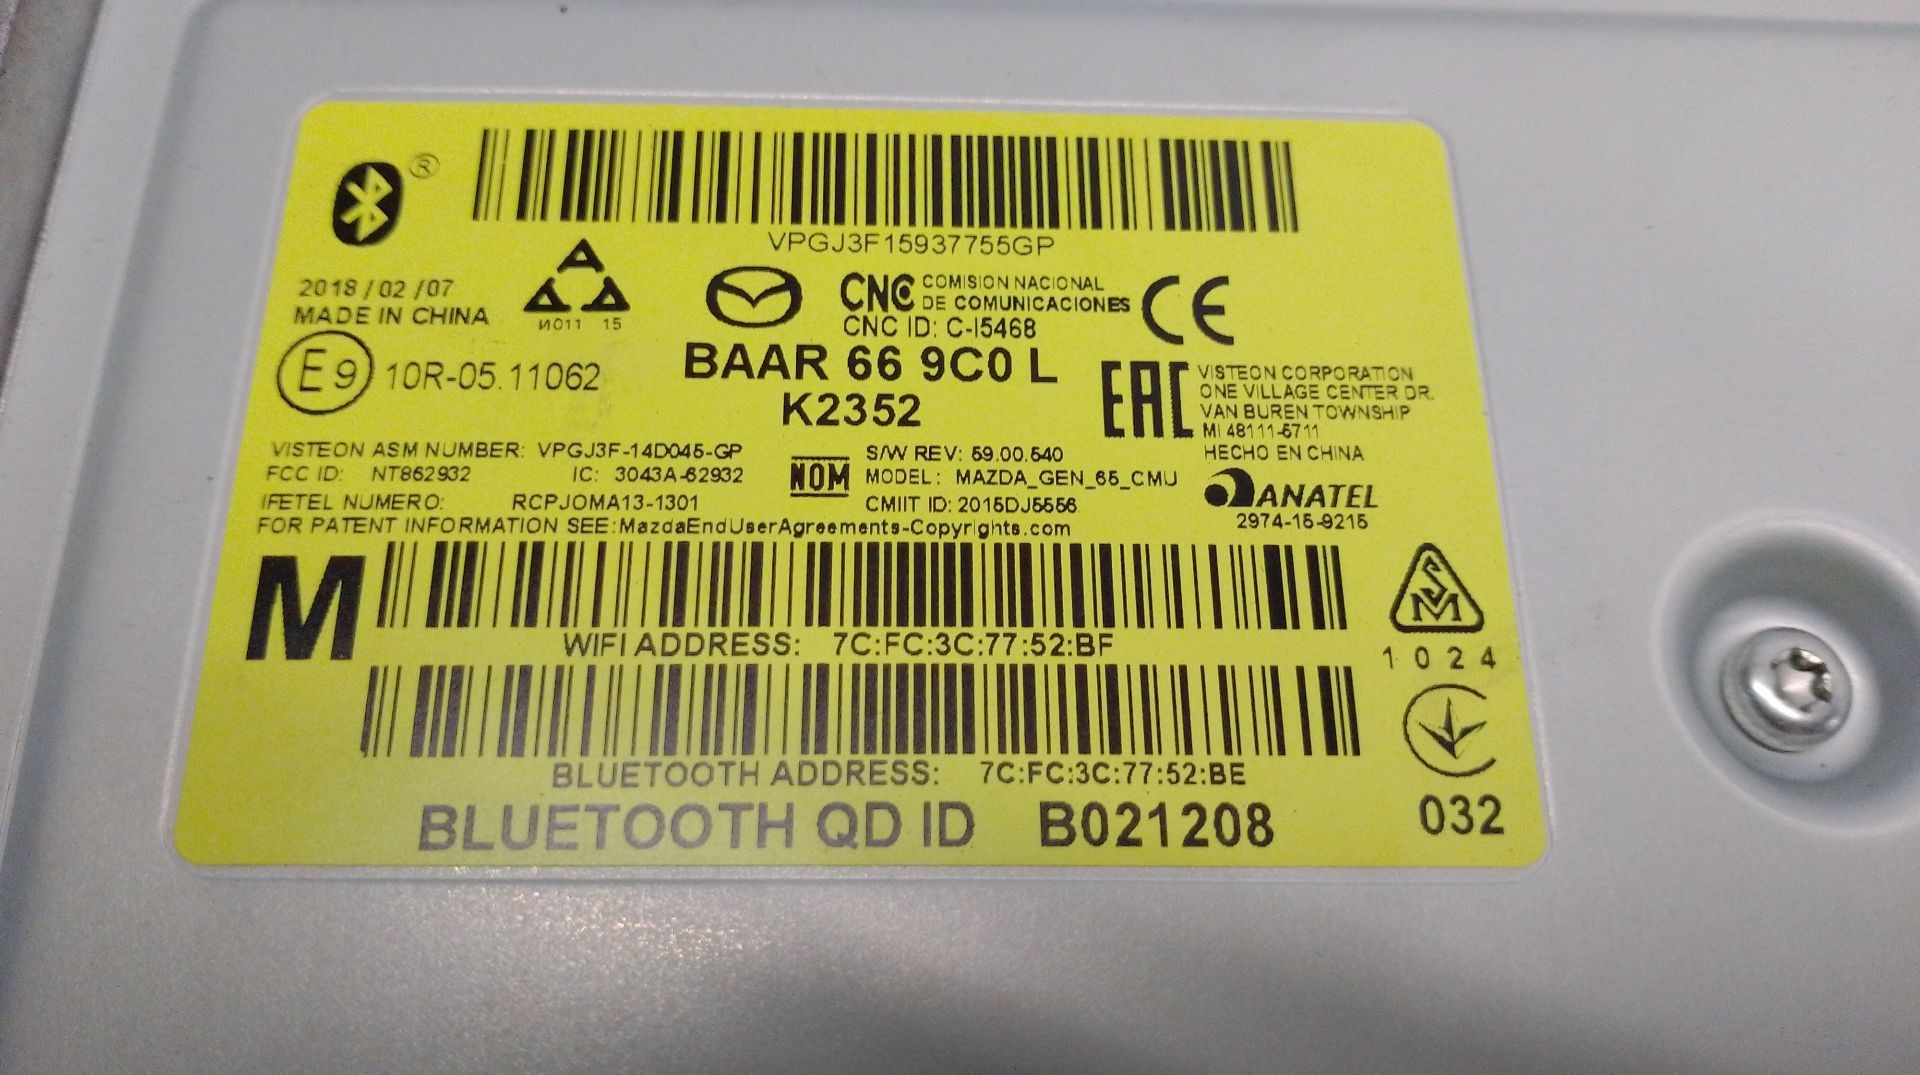 ®
VPGJ3F15937755GP
2018/02/07
MADE IN CHINA
И011 15
CNC COMISION NACIONAL
DE COMUNICACIONES
CNC ID: C-I5468
CE
E9 10R-05.11062
BAAR 66 9C0 L
K2352
EAC
VISTEON CORPORATION
ONE VILLAGE CENTER DR.
VAN BUREN TOWNSHIP
MI 48111-5711
HECHO EN CHINA
VISTEON ASM NUMBER: VPGJ3F-14D045-GP
FCC ID: NT862932 IC: 3043A-62932
IFETEL NUMERO: RCPJOMA13-1301
NOM
S/W REV: 59.00.540
MODEL: MAZDA_GEN_65_CMU
CMIIT ID: 2015DJ5556
ANATEL
2974-15-9215
FOR PATENT INFORMATION SEE:MazdaEndUserAgreements-Copyrights.com
M
WIFI ADDRESS: 7C:FC:3C:77:52:BF
SM
1024
BLUETOOTH ADDRESS: 7C:FC:3C:77:52:BE
BLUETOOTH QD ID B021208
032